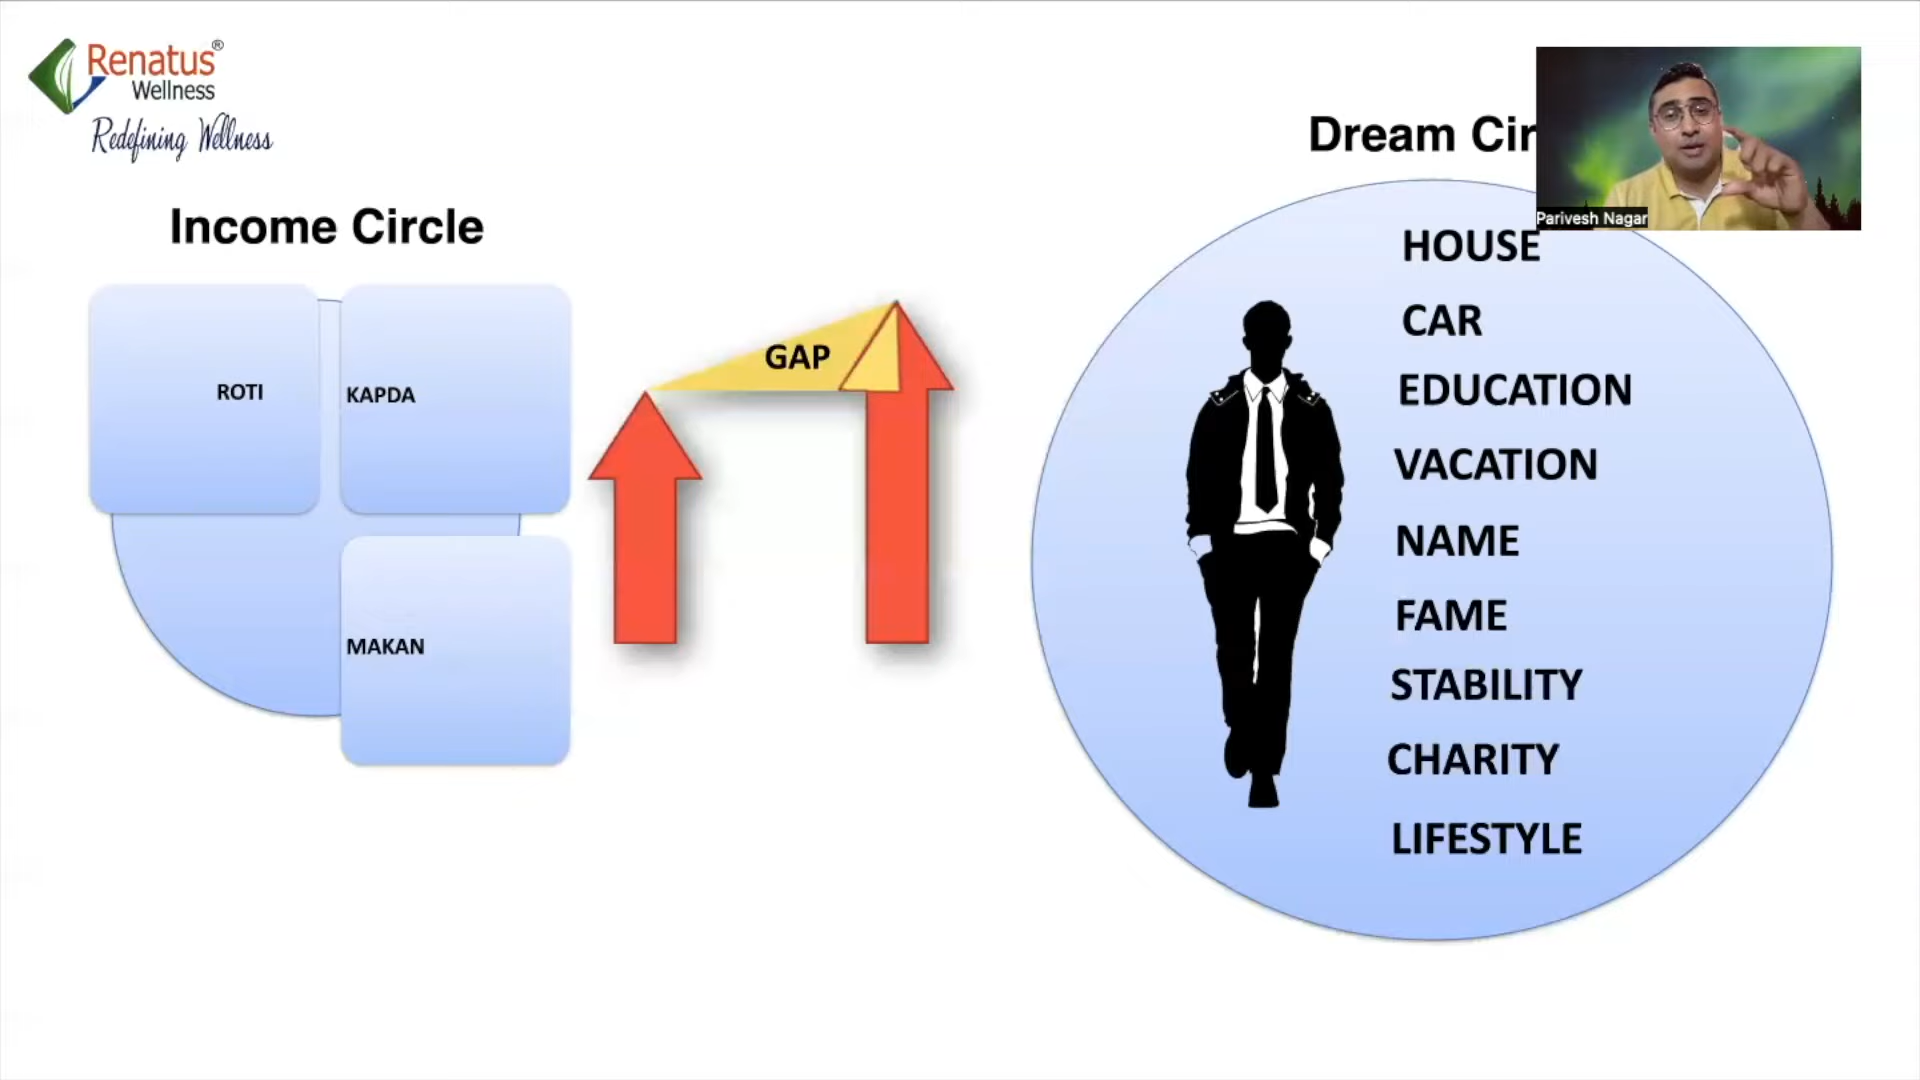 Renatus®
Wellness
Redefining Wellness
Income Circle
ROTI
KAPDA
MAKAN
GAP
Dream Cir
HOUSE
CAR
EDUCATION
VACATION
NAME
FAME
STABILITY
CHARITY
LIFESTYLE
Parivesh Nagar